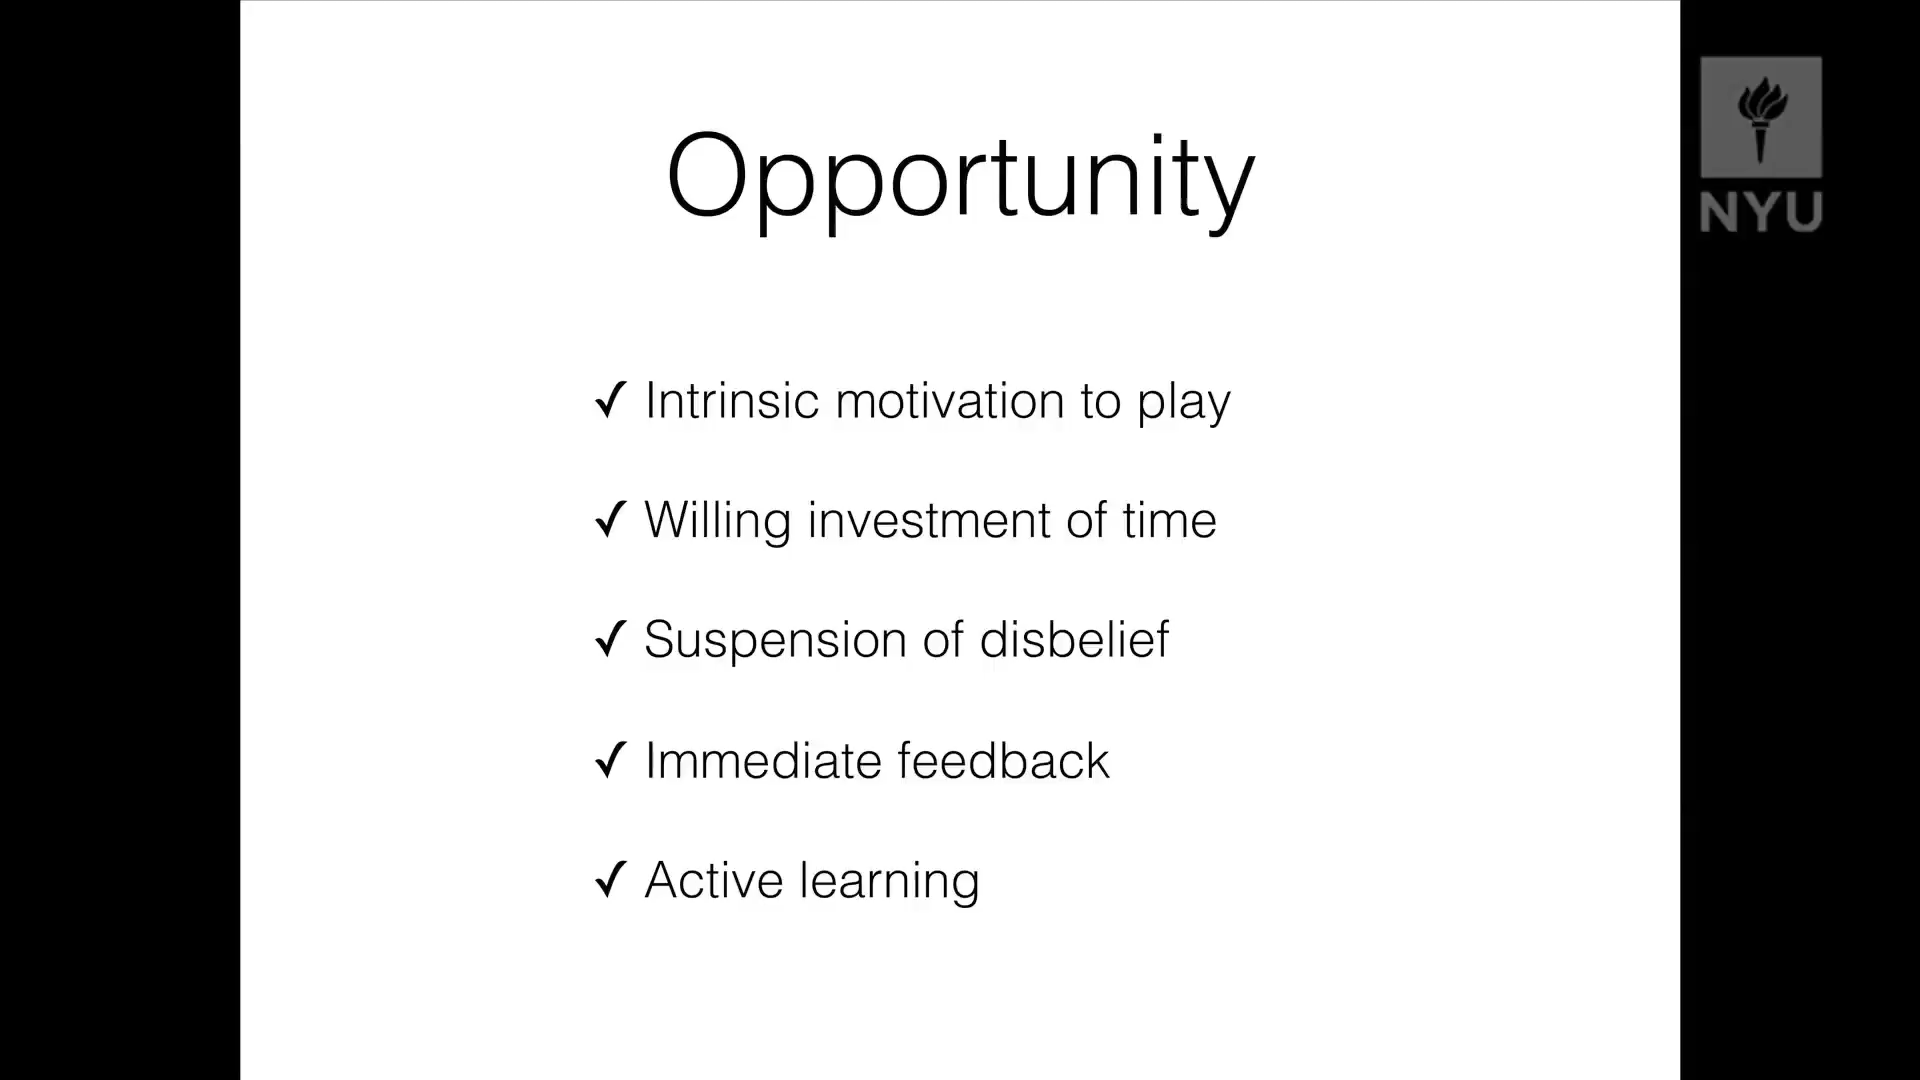 Opportunity
NYU
✓ Intrinsic motivation to play
✓ Willing investment of time
✓ Suspension of disbelief
✓ Immediate feedback
✓ Active learning